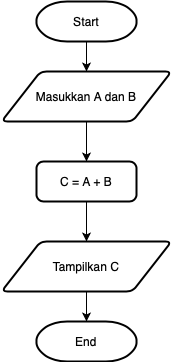 Start
Masukkan A dan B
C = A + B
Tampilkan C
End